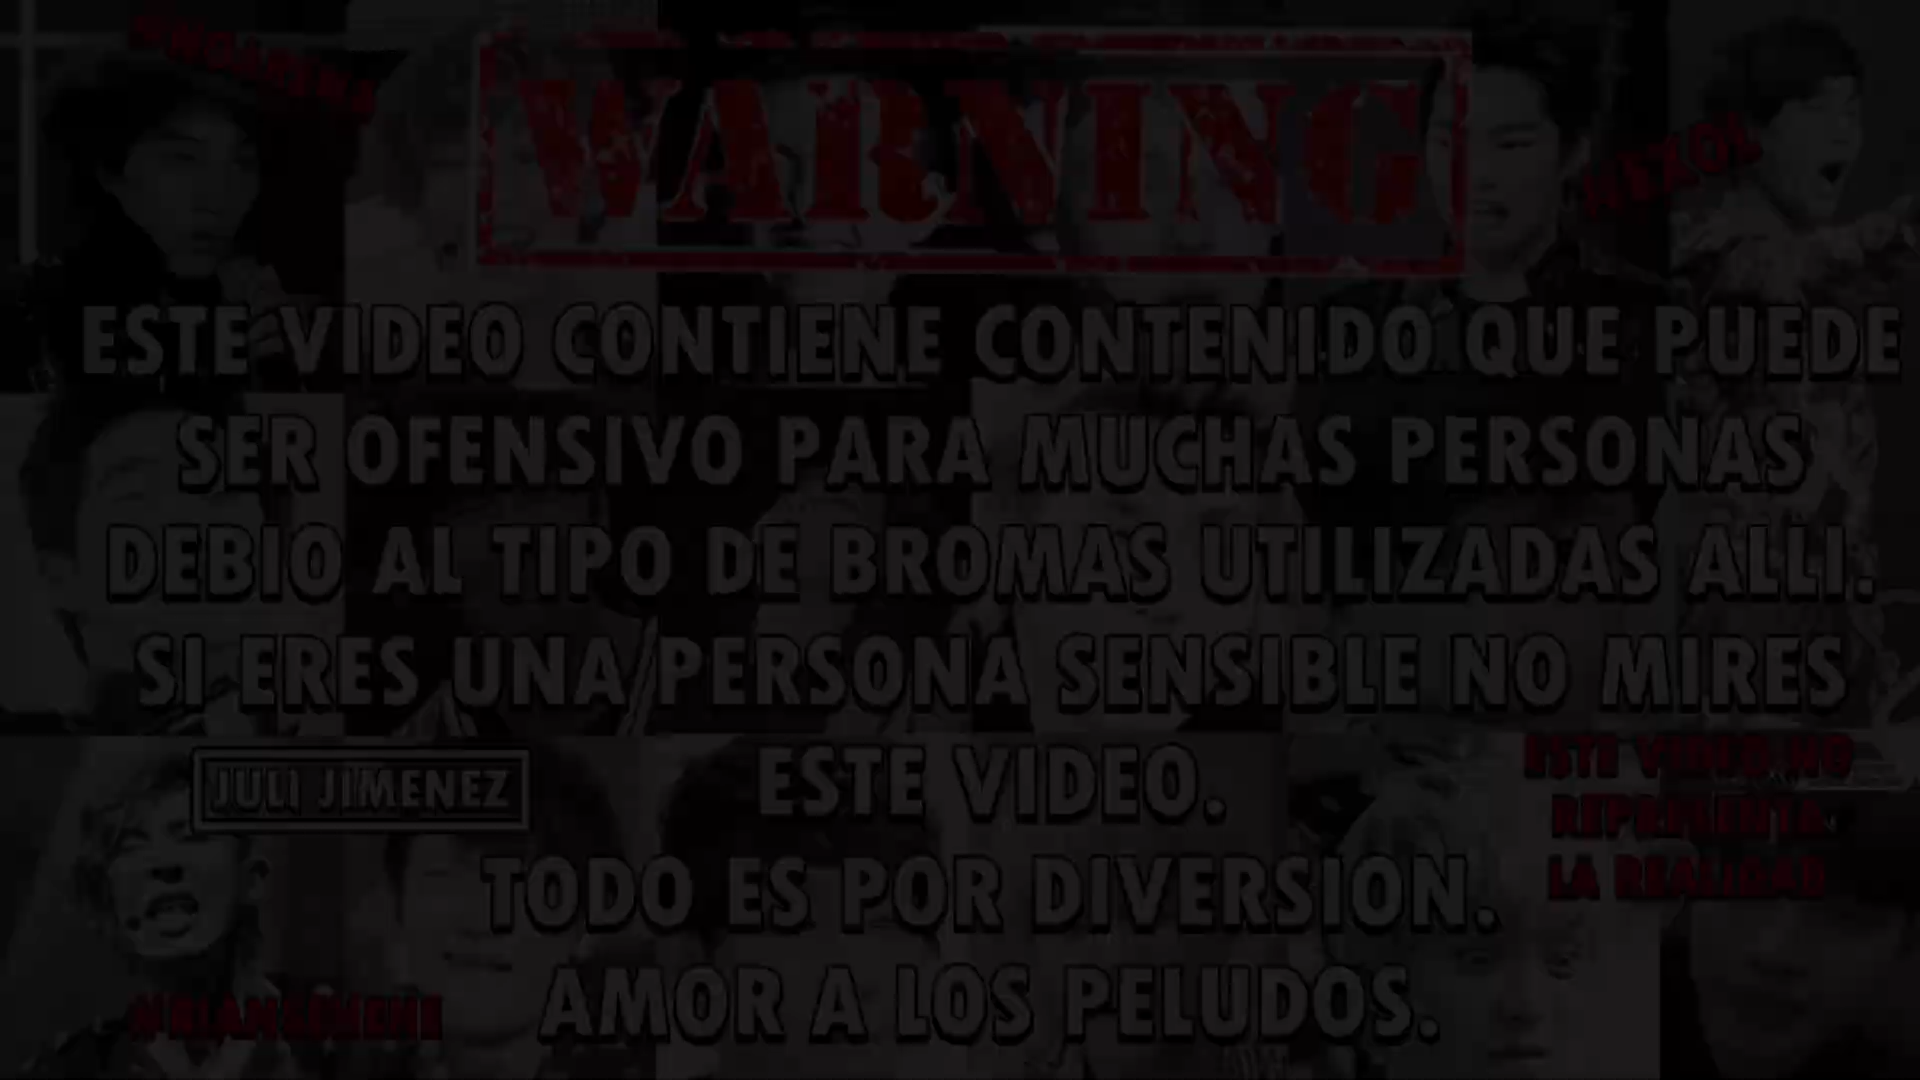 WARNING
ESTE VIDEO CONTIENE CONTENIDO QUE PUEDE
SER OFENSIVO PARA MUCHAS PERSONAS
DEBIO AL TIPO DE BROMAS UTILIZADAS ALLI.
SI ERES UNA PERSONA SENSIBLE NO MIRES
ESTE VIDEO.
TODO ES POR DIVERSION.
AMOR A LOS PELUDOS.
JULI JIMENEZ
ESTE VIDEO NO
REPRESENTA
LA REALIDAD